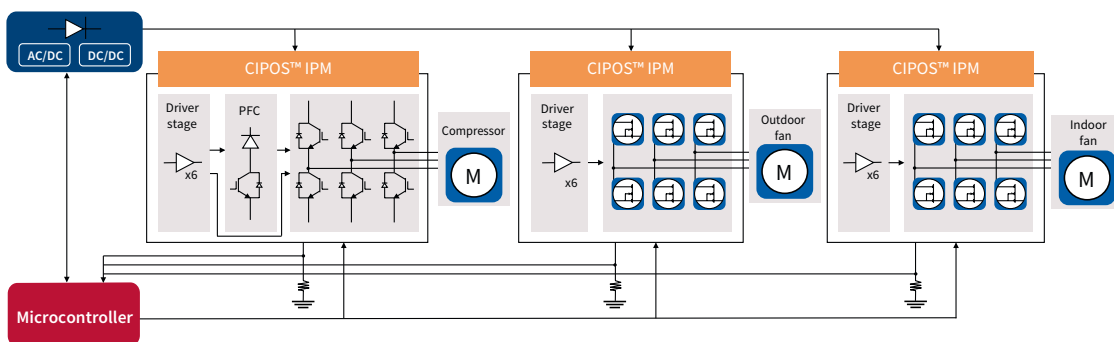 AC/DC
DC/DC
CIPOS™ IPM
CIPOS™ IPM
CIPOS™ IPM
Driver
stage
x6
PFC
Compressor
M
Driver
stage
x6
Outdoor
fan
M
Driver
stage
x6
Indoor
fan
M
Microcontroller